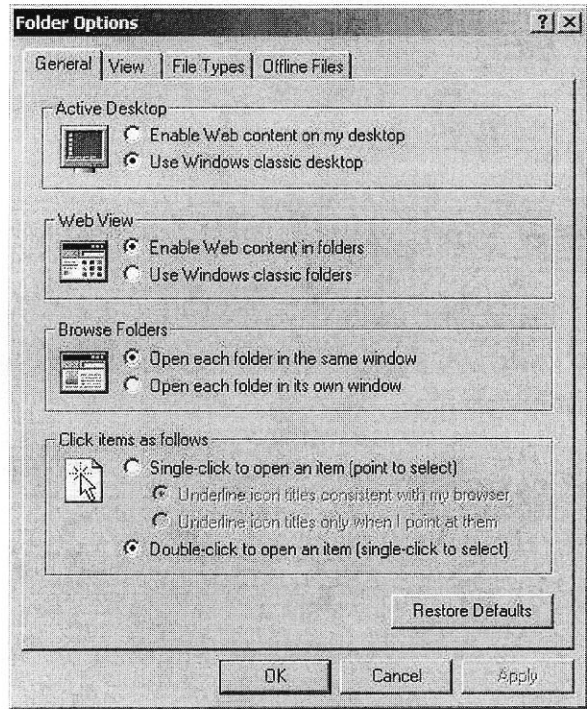 Folder Options
General View File Types Offline Files
Active Desktop
Enable Web content on my desktop
Use Windows classic desktop
Web View
Enable Web content in folders
Use Windows classic folders
Browse Folders
Open each folder in the same window
Open each folder in its own window
Click items as follows
Single-click to open an item (point to select)
Underline icon titles consistent with my browser
Underline icon titles only when I point at them
Double-click to open an item (single-click to select)
Restore Defaults
OK Cancel Apply